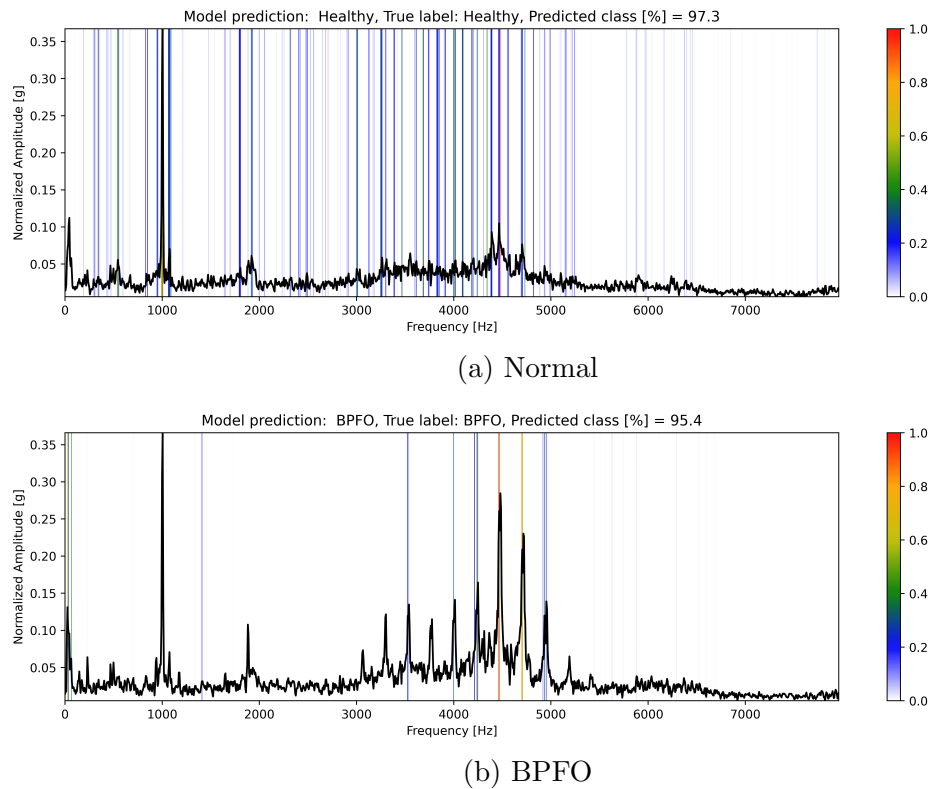 Model prediction:  Healthy, True label: Healthy, Predicted class [%] = 97.3
Normalized Amplitude [g]
0.35
0.30
0.25
0.20
0.15
0.10
0.05
0 1000 2000 3000 4000 5000 6000 7000
Frequency [Hz]
1.0
0.8
0.6
0.4
0.2
0.0
(a) Normal
Model prediction:  BPFO, True label: BPFO, Predicted class [%] = 95.4
Normalized Amplitude [g]
0.35
0.30
0.25
0.20
0.15
0.10
0.05
0 1000 2000 3000 4000 5000 6000 7000
Frequency [Hz]
1.0
0.8
0.6
0.4
0.2
0.0
(b) BPFO